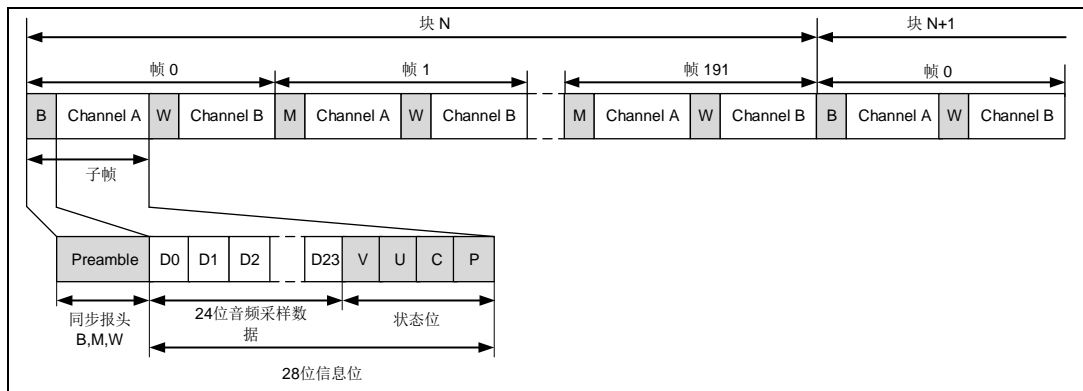 块 N
块 N+1
帧 0
帧 1
帧 191
帧 0
B Channel A W Channel B M Channel A W Channel B M Channel A W Channel B B Channel A W Channel B
子帧
Preamble D0 D1 D2 D23 V U C P
同步报头
B,M,W
24位音频采样数
据
状态位
28位信息位